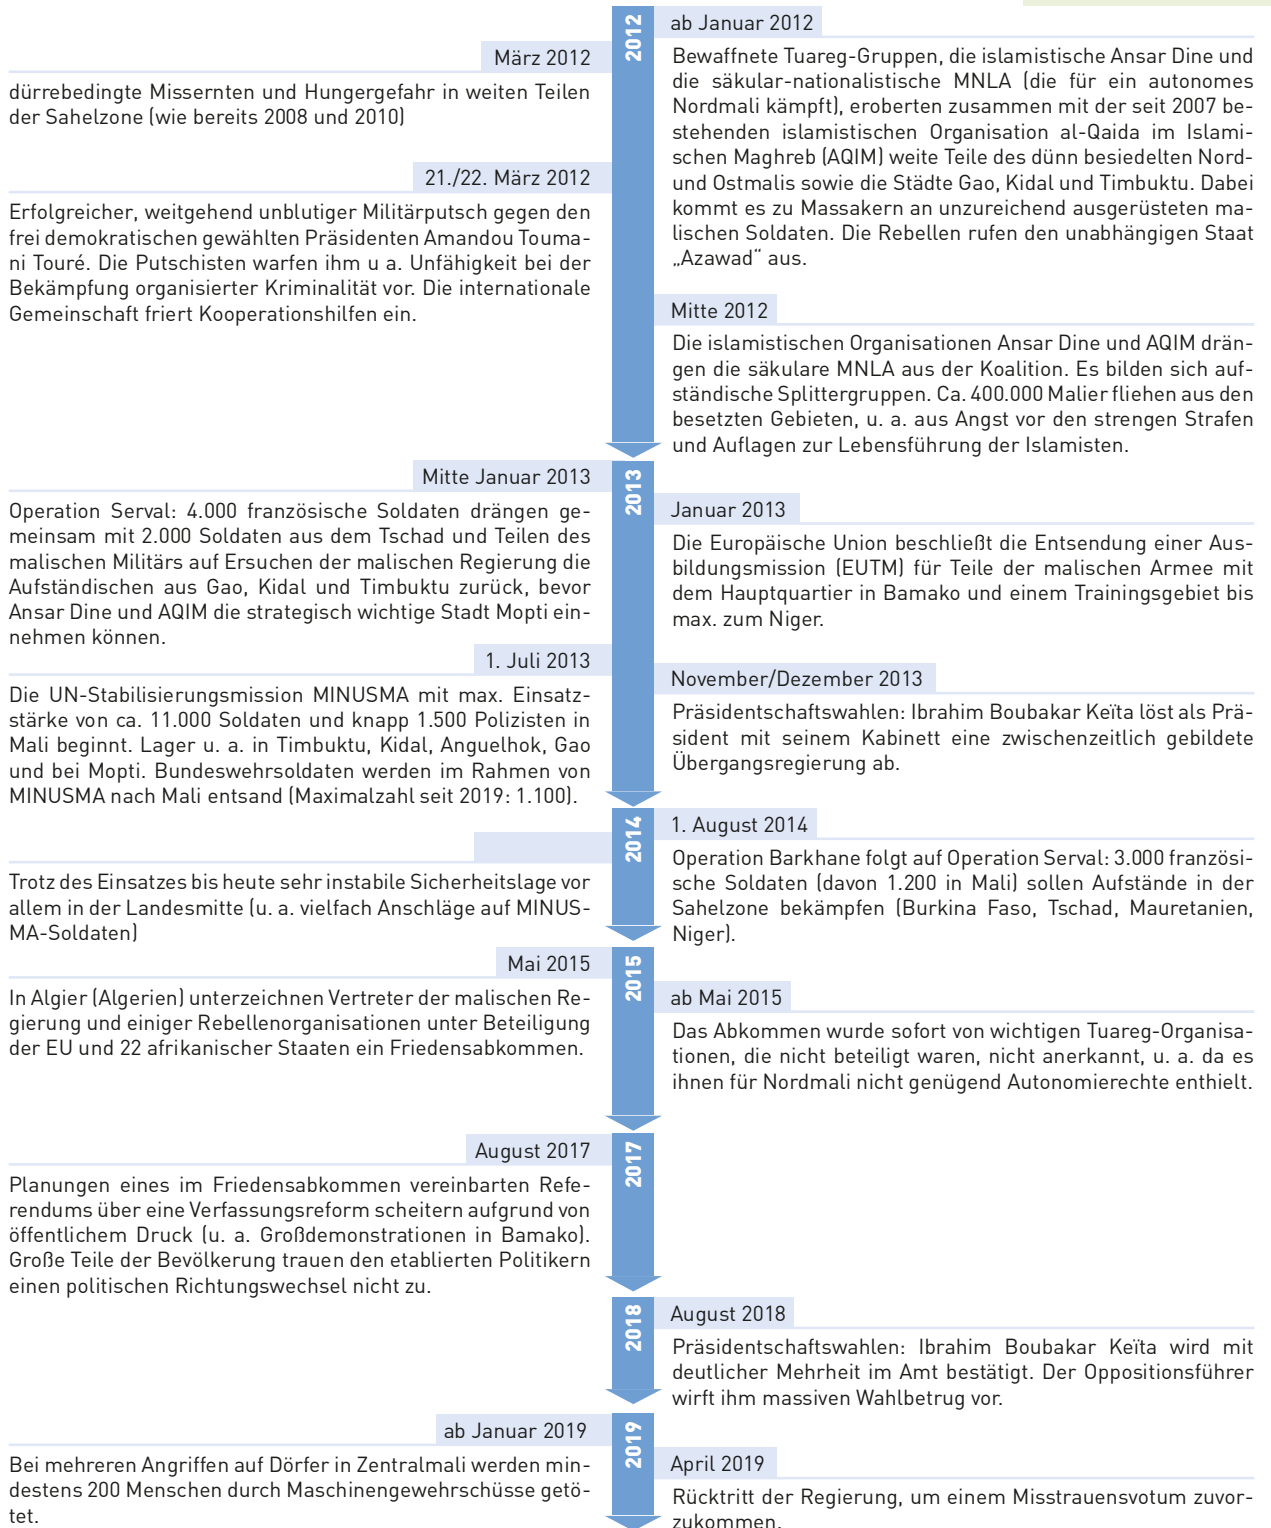 2012
ab Januar 2012
Bewaffnete Tuareg-Gruppen, die islamistische Ansar Dine und
die säkular-nationalistische MNLA (die für ein autonomes
Nordmali kämpft), eroberten zusammen mit der seit 2007 be-
stehenden islamistischen Organisation al-Qaida im Islami-
schen Maghreb (AQIM) weite Teile des dünn besiedelten Nord-
und Ostmalis sowie die Städte Gao, Kidal und Timbuktu. Dabei
kommt es zu Massakern an unzureichend ausgerüsteten ma-
lischen Soldaten. Die Rebellen rufen den unabhängigen Staat
„Azawad“ aus.
März 2012
dürrebedingte Missernten und Hungergefahr in weiten Teilen
der Sahelzone (wie bereits 2008 und 2010)
21./22. März 2012
Erfolgreicher, weitgehend unblutiger Militärputsch gegen den
frei demokratischen gewählten Präsidenten Amandou Touma-
ni Touré. Die Putschisten warfen ihm u a. Unfähigkeit bei der
Bekämpfung organisierter Kriminalität vor. Die internationale
Gemeinschaft friert Kooperationshilfen ein.
Mitte 2012
Die islamistischen Organisationen Ansar Dine und AQIM drän-
gen die säkulare MNLA aus der Koalition. Es bilden sich auf-
ständische Splittergruppen. Ca. 400.000 Malier fliehen aus den
besetzten Gebieten, u. a. aus Angst vor den strengen Strafen
und Auflagen zur Lebensführung der Islamisten.
2013
Mitte Januar 2013
Operation Serval: 4.000 französische Soldaten drängen ge-
meinsam mit 2.000 Soldaten aus dem Tschad und Teilen des
malischen Militärs auf Ersuchen der malischen Regierung die
Aufständischen aus Gao, Kidal und Timbuktu zurück, bevor
Ansar Dine und AQIM die strategisch wichtige Stadt Mopti ein-
nehmen können.
Januar 2013
Die Europäische Union beschließt die Entsendung einer Aus-
bildungsmission (EUTM) für Teile der malischen Armee mit
dem Hauptquartier in Bamako und einem Trainingsgebiet bis
max. zum Niger.
1. Juli 2013
Die UN-Stabilisierungsmission MINUSMA mit max. Einsatz-
stärke von ca. 11.000 Soldaten und knapp 1.500 Polizisten in
Mali beginnt. Lager u. a. in Timbuktu, Kidal, Anguelhok, Gao
und bei Mopti. Bundeswehrsoldaten werden im Rahmen von
MINUSMA nach Mali entsand (Maximalzahl seit 2019: 1.100).
November/Dezember 2013
Präsidentschaftswahlen: Ibrahim Boubakar Keïta löst als Prä-
sident mit seinem Kabinett eine zwischenzeitlich gebildete
Übergangsregierung ab.
2014
1. August 2014
Operation Barkhane folgt auf Operation Serval: 3.000 französi-
sche Soldaten (davon 1.200 in Mali) sollen Aufstände in der
Sahelzone bekämpfen (Burkina Faso, Tschad, Mauretanien,
Niger).
Trotz des Einsatzes bis heute sehr instabile Sicherheitslage vor
allem in der Landesmitte (u. a. vielfach Anschläge auf MINUS-
MA-Soldaten)
2015
Mai 2015
In Algier (Algerien) unterzeichnen Vertreter der malischen Re-
gierung und einiger Rebellenorganisationen unter Beteiligung
der EU und 22 afrikanischer Staaten ein Friedensabkommen.
ab Mai 2015
Das Abkommen wurde sofort von wichtigen Tuareg-Organisa-
tionen, die nicht beteiligt waren, nicht anerkannt, u. a. da es
ihnen für Nordmali nicht genügend Autonomierechte enthielt.
2017
August 2017
Planungen eines im Friedensabkommen vereinbarten Refe-
rendums über eine Verfassungsreform scheitern aufgrund von
öffentlichem Druck (u. a. Großdemonstrationen in Bamako).
Große Teile der Bevölkerung trauen den etablierten Politikern
einen politischen Richtungswechsel nicht zu.
2018
August 2018
Präsidentschaftswahlen: Ibrahim Boubakar Keïta wird mit
deutlicher Mehrheit im Amt bestätigt. Der Oppositionsführer
wirft ihm massiven Wahlbetrug vor.
2019
ab Januar 2019
Bei mehreren Angriffen auf Dörfer in Zentralmali werden min-
destens 200 Menschen durch Maschinengewehrschüsse getö-
tet.
April 2019
Rücktritt der Regierung, um einem Misstrauensvotum zuvor-
zukommen.